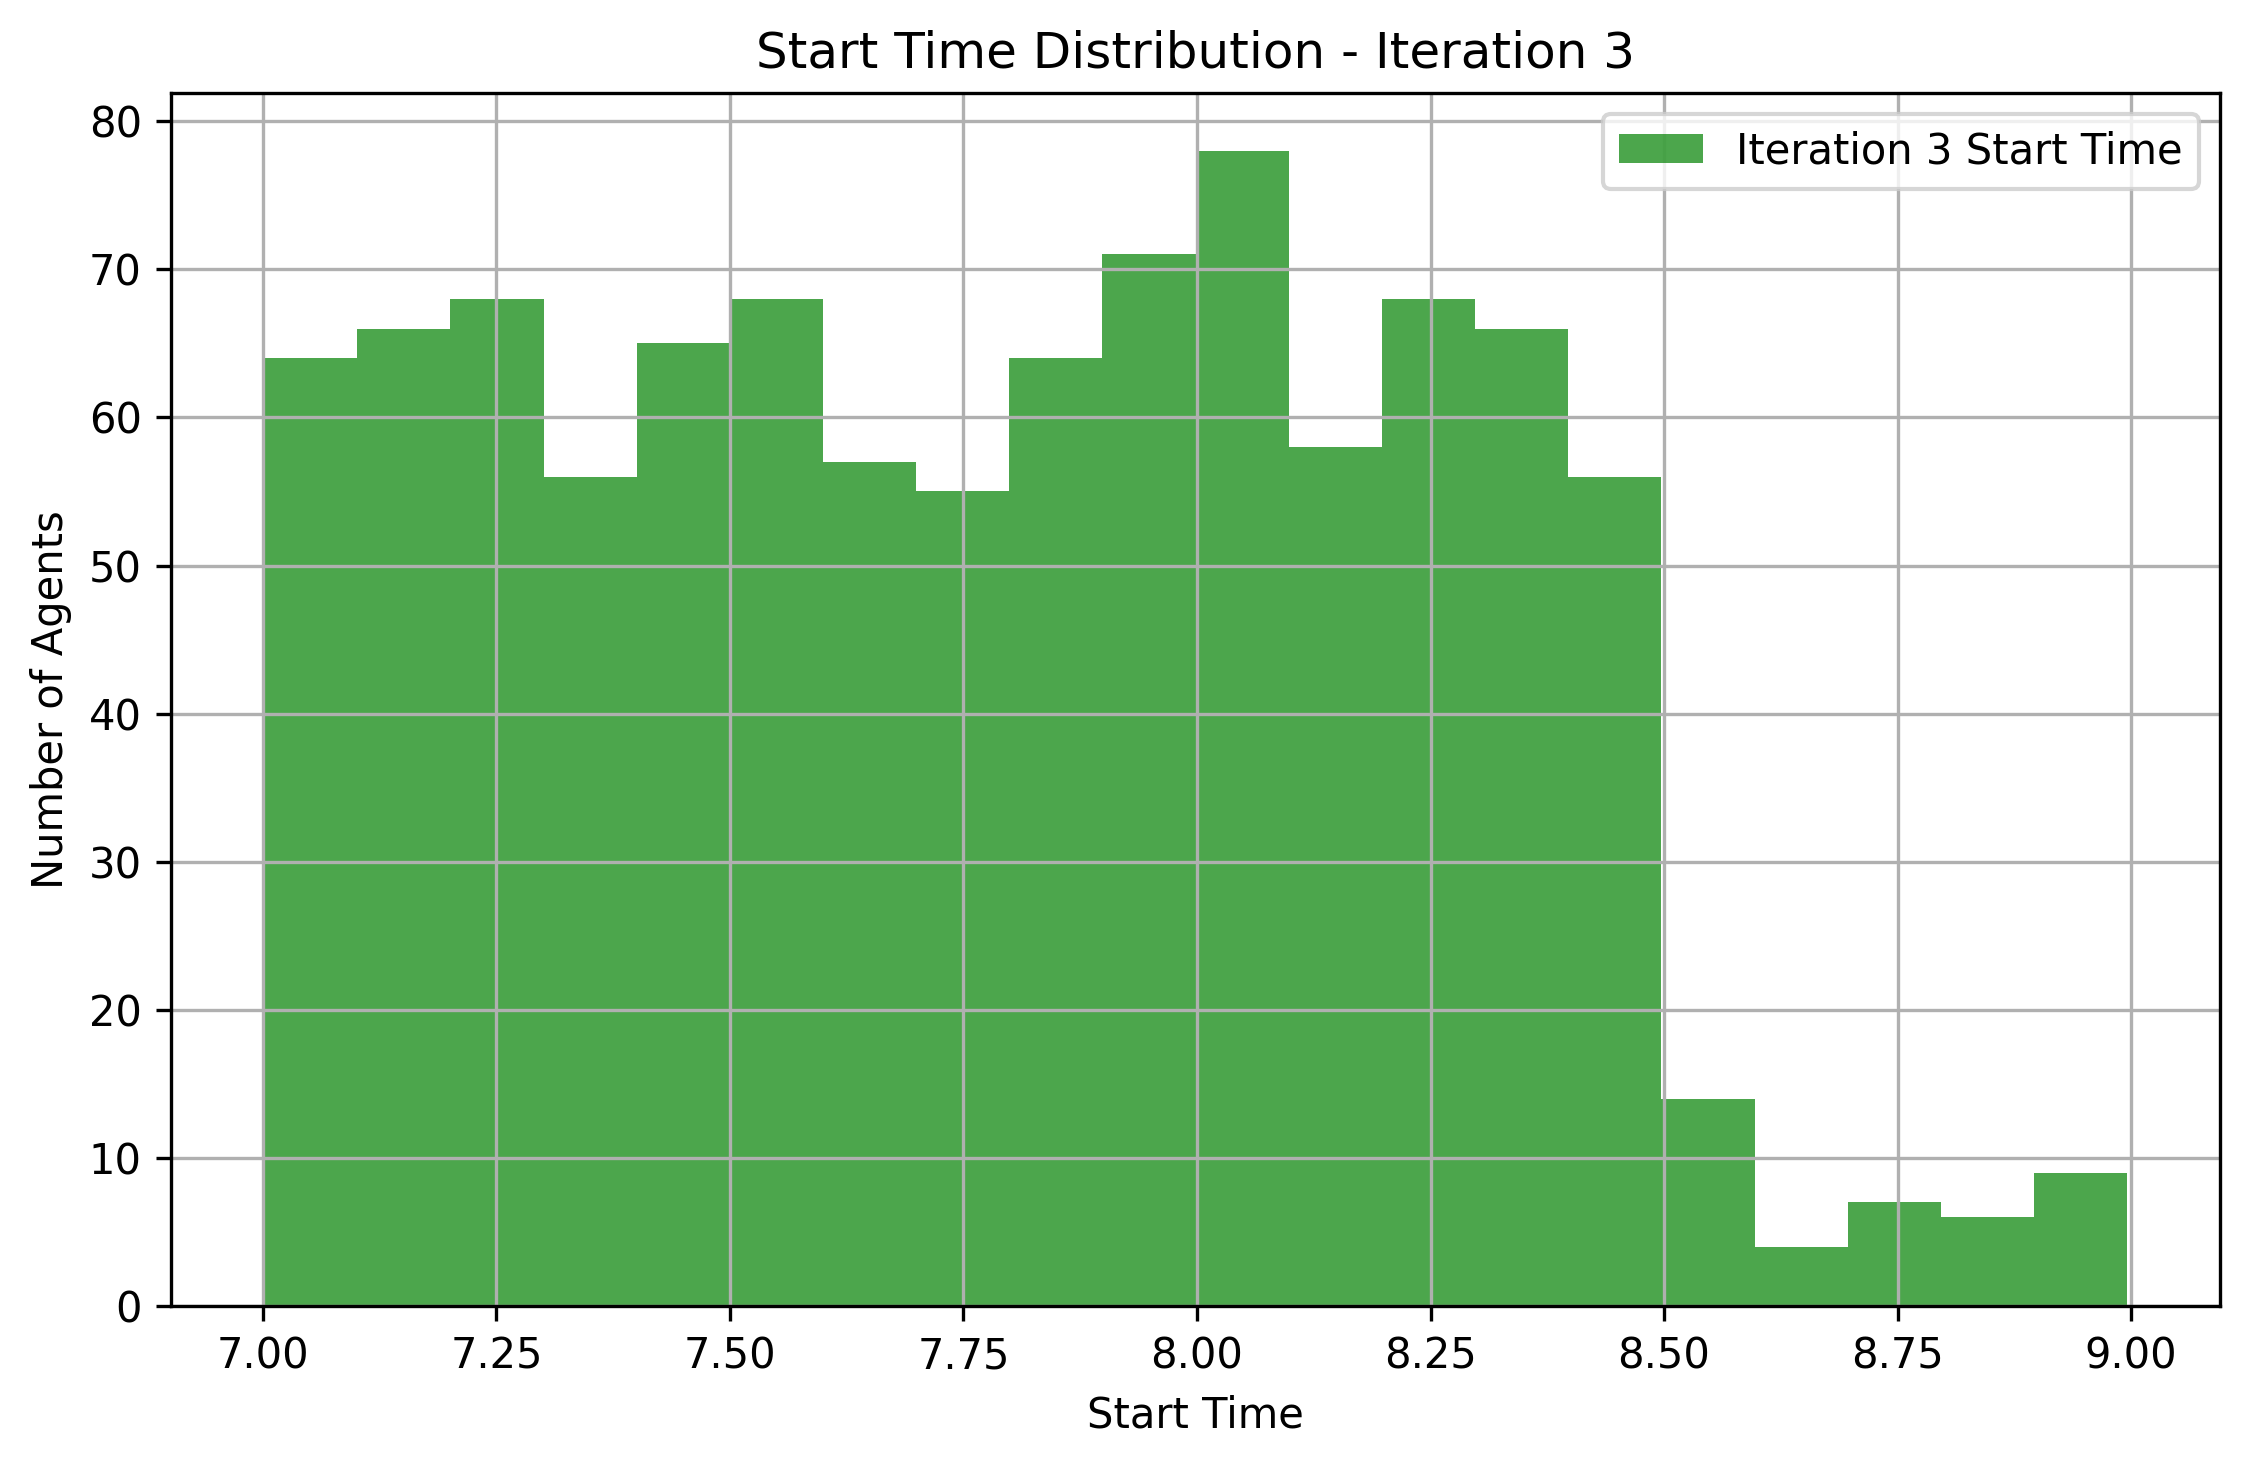 Start Time Distribution - Iteration 3
Iteration 3 Start Time
Number of Agents
80
70
60
50
40
30
20
10
0
7.00 7.25 7.50 7.75 8.00 8.25 8.50 8.75 9.00
Start Time